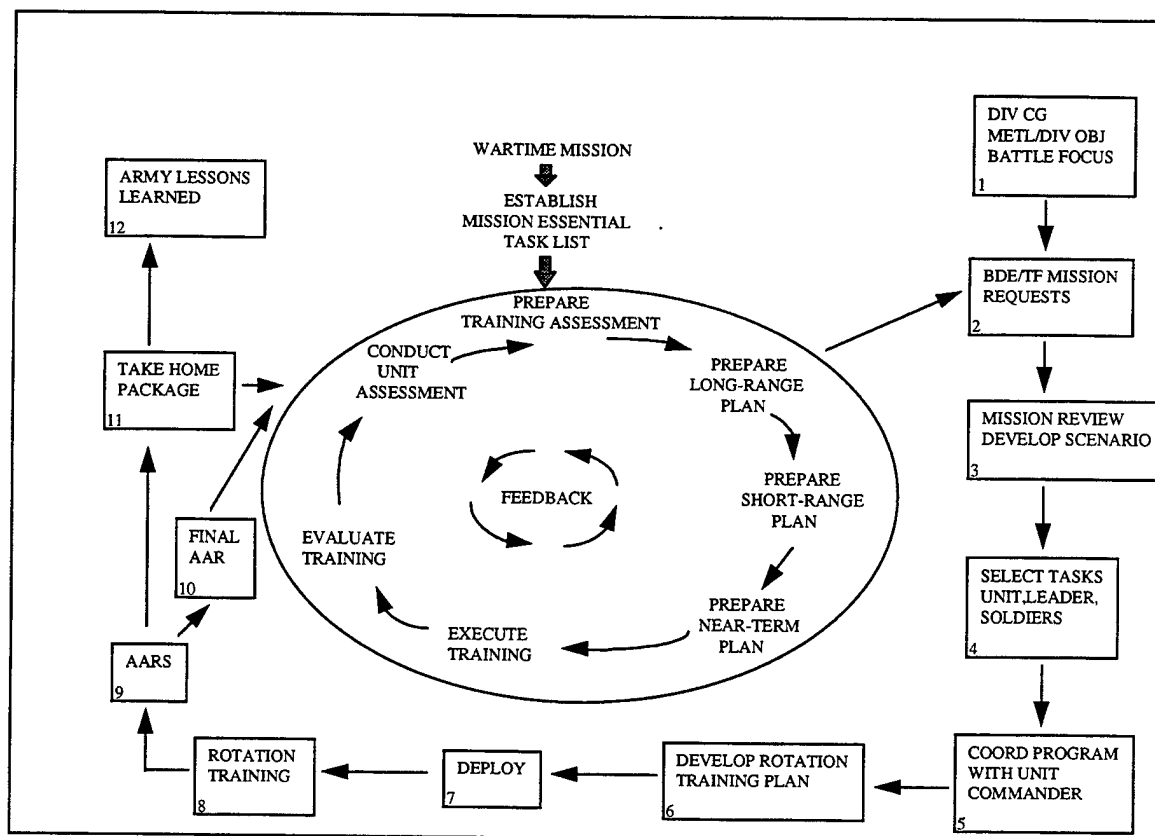 WARTIME MISSION
ESTABLISH
MISSION ESSENTIAL
TASK LIST
PREPARE
TRAINING ASSESSMENT
PREPARE
LONG-RANGE
PLAN
PREPARE
SHORT-RANGE
PLAN
PREPARE
NEAR-TERM
PLAN
EXECUTE
TRAINING
EVALUATE
TRAINING
CONDUCT
UNIT
ASSESSMENT
FEEDBACK
DIV CG
METL/DIV OBJ
BATTLE FOCUS
1
BDE/TF MISSION
REQUESTS
2
MISSION REVIEW
DEVELOP SCENARIO
3
SELECT TASKS
UNIT,LEADER,
SOLDIERS
4
COORD PROGRAM
WITH UNIT
COMMANDER
5
DEVELOP ROTATION
TRAINING PLAN
6
DEPLOY
7
ROTATION
TRAINING
8
AARS
9
FINAL
AAR
10
TAKE HOME
PACKAGE
11
ARMY LESSONS
LEARNED
12